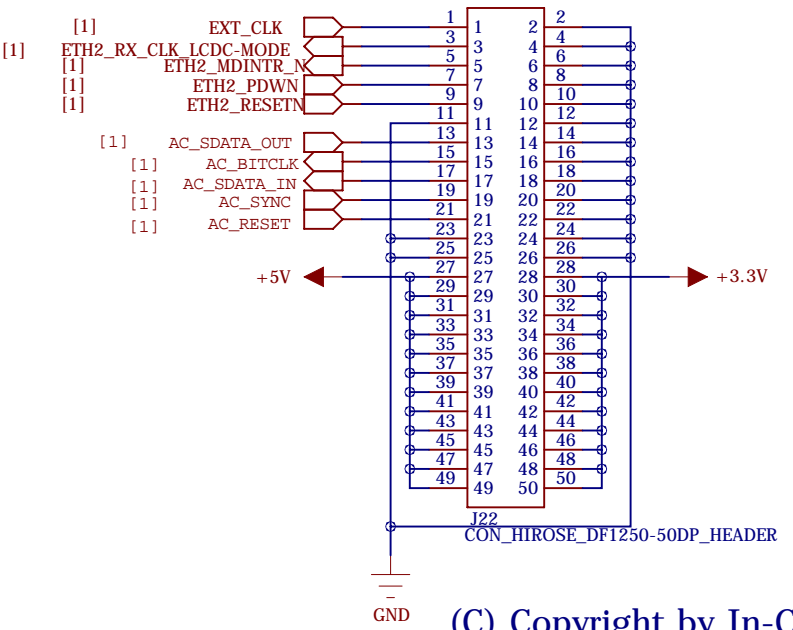 [1] EXT_CLK 1 1 2 2
[1] ETH2_RX_CLK_LCDC-MODE 3 3 4 4
[1] ETH2_MDINTR_N 5 5 6 6
[1] ETH2_PDWN 7 7 8 8
[1] ETH2_RESETN 9 9 10 10
11 11 12 12
[1] AC_SDATA_OUT 13 13 14 14
[1] AC_BITCLK 15 15 16 16
[1] AC_SDATA_IN 17 17 18 18
[1] AC_SYNC 19 19 20 20
[1] AC_RESET 21 21 22 22
23 23 24 24
25 25 26 26
+5V 27 27 28 28 +3.3V
29 29 30 30
31 31 32 32
33 33 34 34
35 35 36 36
37 37 38 38
39 39 40 40
41 41 42 42
43 43 44 44
45 45 46 46
47 47 48 48
49 49 50 50
J22
CON_HIROSE_DF1250-50DP_HEADER
GND
(C) Copyright by In-C